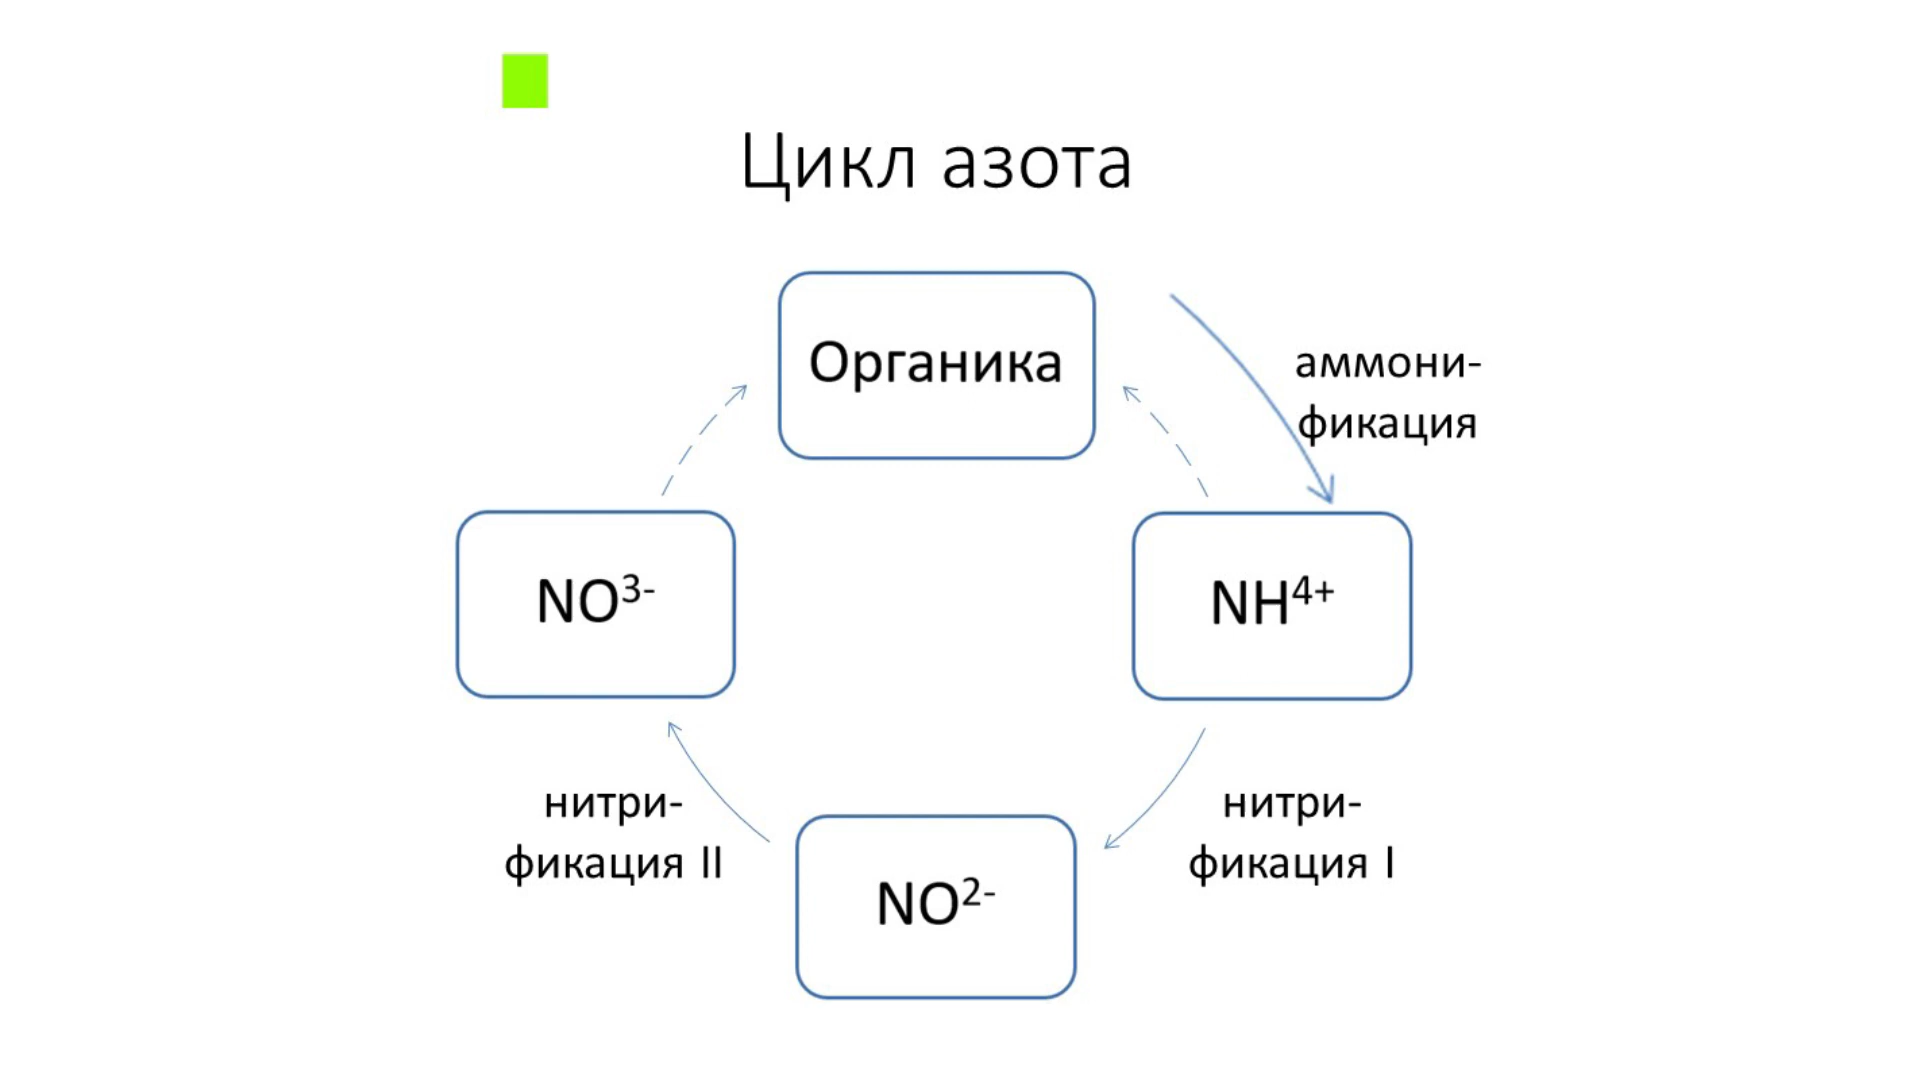 Цикл азота
Органика
аммони-
фикация
NO³⁻
NH⁴⁺
нитри-
фикация II
нитри-
фикация I
NO²⁻